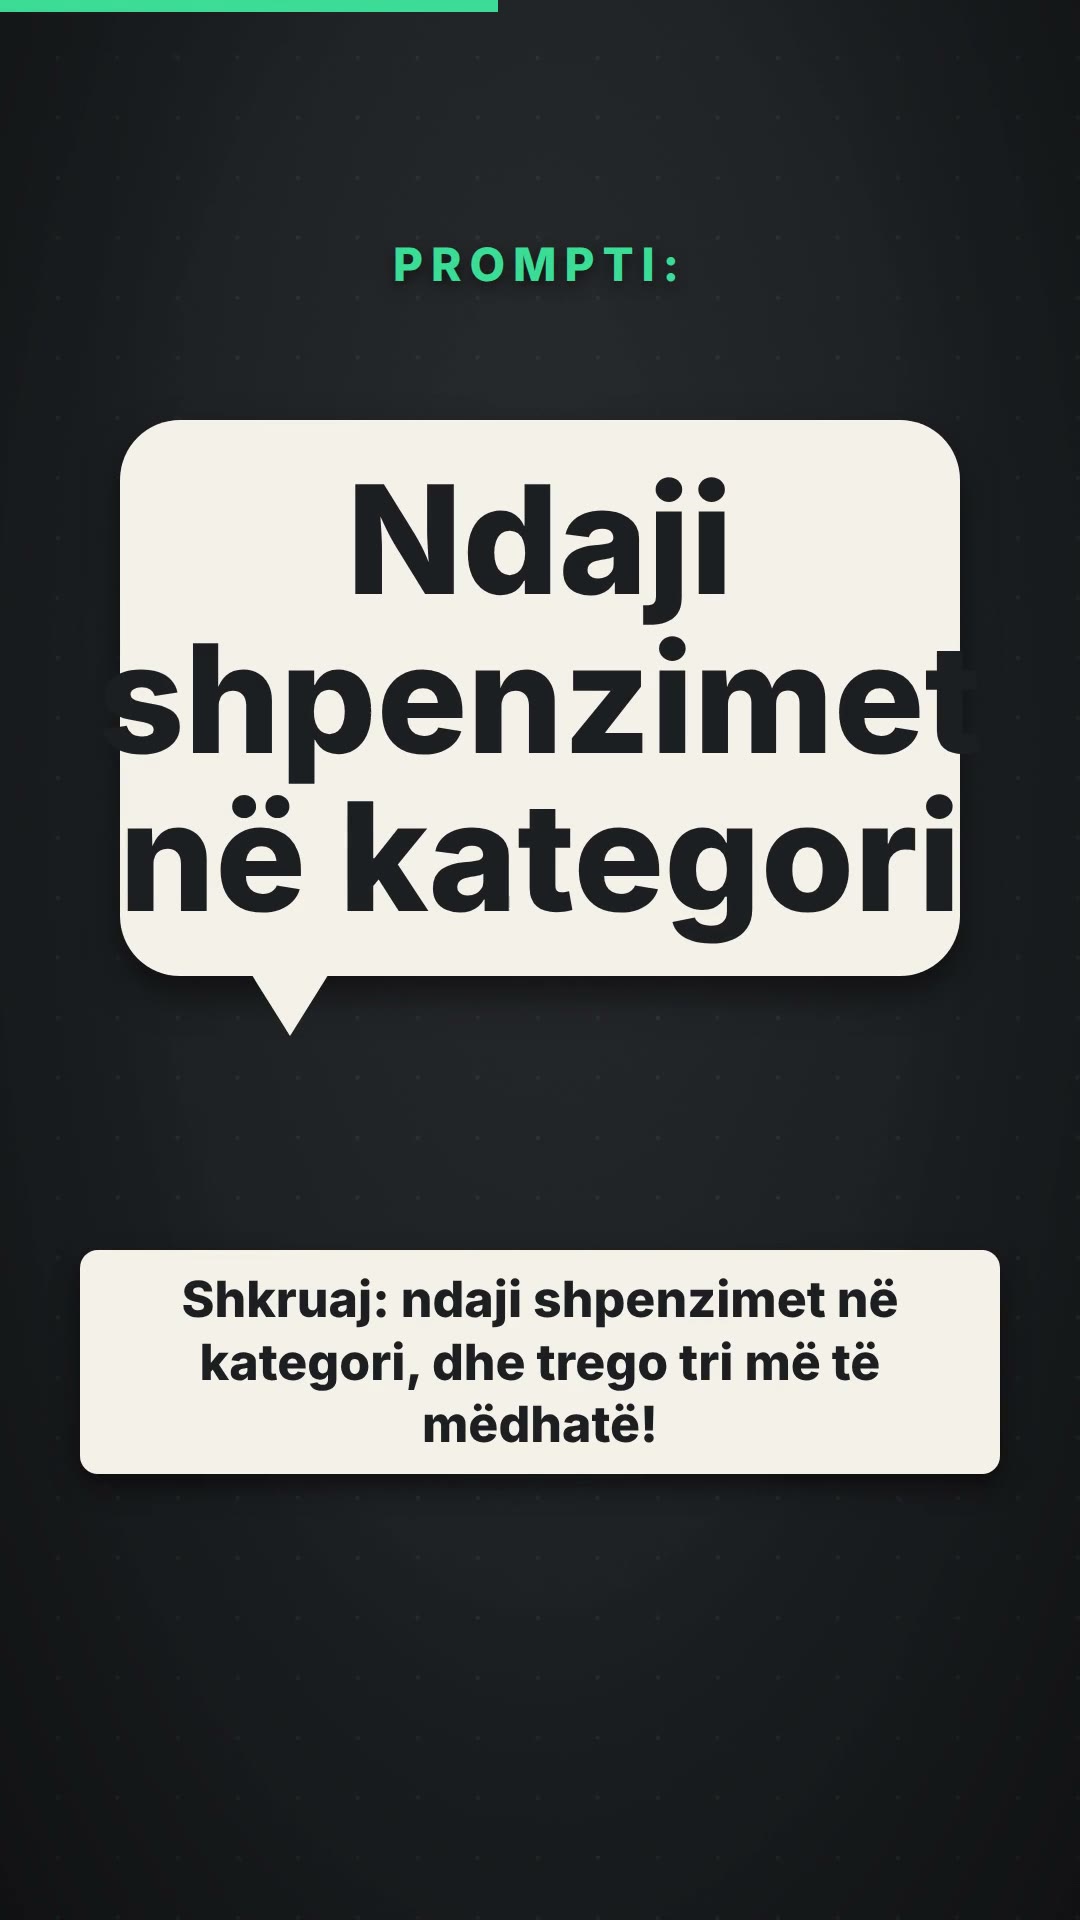 PROMPTI:
Ndaji
shpenzimet
në kategori
Shkruaj: ndaji shpenzimet në
kategori, dhe trego tri më të
mëdhatë!